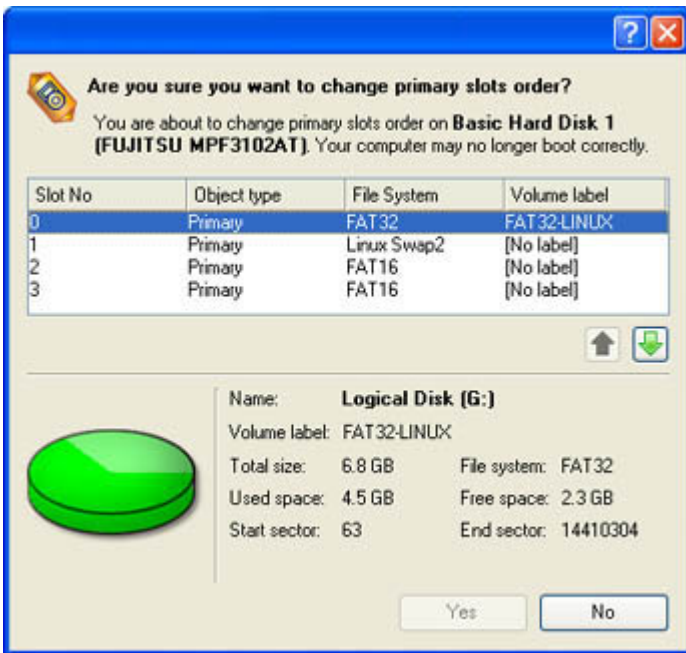 Are you sure you want to change primary slots order?
You are about to change primary slots order on Basic Hard Disk 1
(FUJITSU MPF3102AT). Your computer may no longer boot correctly.
Slot No Object type File System Volume label
0 Primary FAT32 FAT32-LINUX
1 Primary Linux Swap2 [No label]
2 Primary FAT16 [No label]
3 Primary FAT16 [No label]
Name: Logical Disk (G:)
Volume label: FAT32-LINUX
Total size: 6.8 GB File system: FAT32
Used space: 4.5 GB Free space: 2.3 GB
Start sector: 63 End sector: 14410304
Yes No